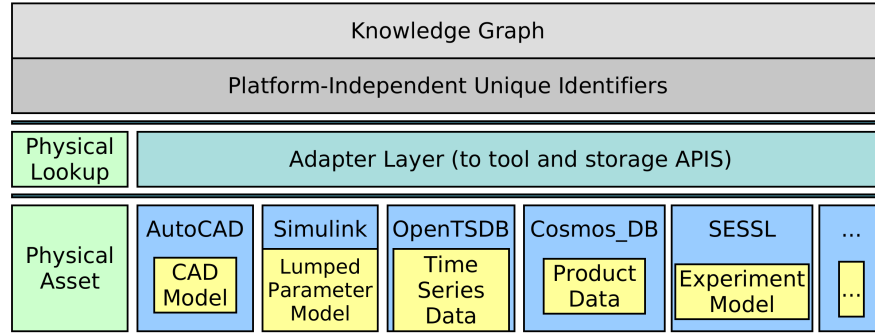 Knowledge Graph
Platform-Independent Unique Identifiers
Physical
Lookup
Adapter Layer (to tool and storage APIS)
Physical
Asset
AutoCAD
CAD
Model
Simulink
Lumped
Parameter
Model
OpenTSDB
Time
Series
Data
Cosmos_DB
Product
Data
SESSL
Experiment
Model
...
...